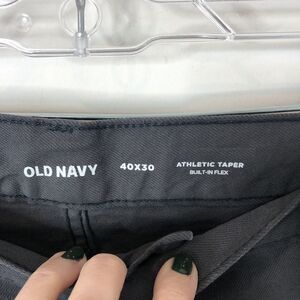 OLD NAVY
40X30
ATHLETIC TAPER
BUILT-IN FLEX